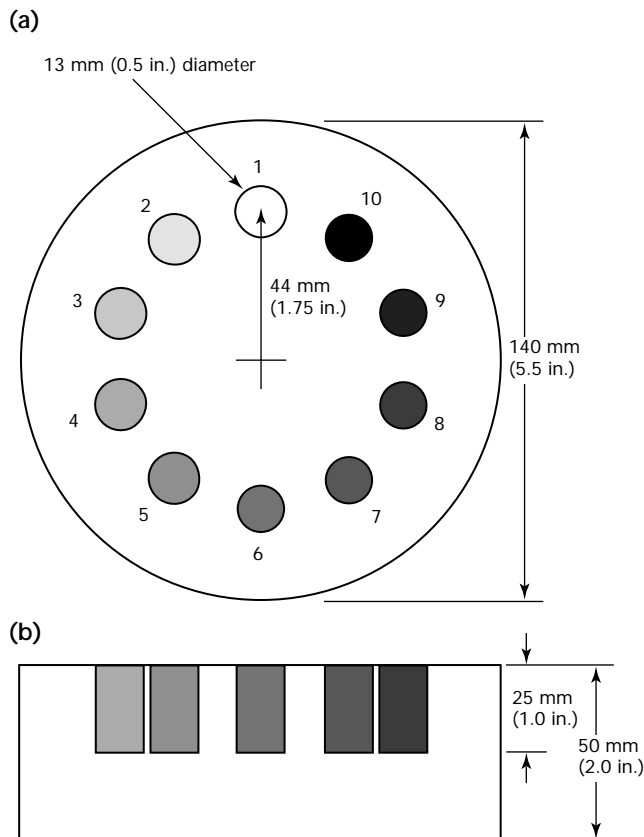 (a)
13 mm (0.5 in.) diameter
1
2
10
3
44 mm
(1.75 in.)
9
140 mm
(5.5 in.)
4
8
5
7
6
(b)
25 mm
(1.0 in.)
50 mm
(2.0 in.)